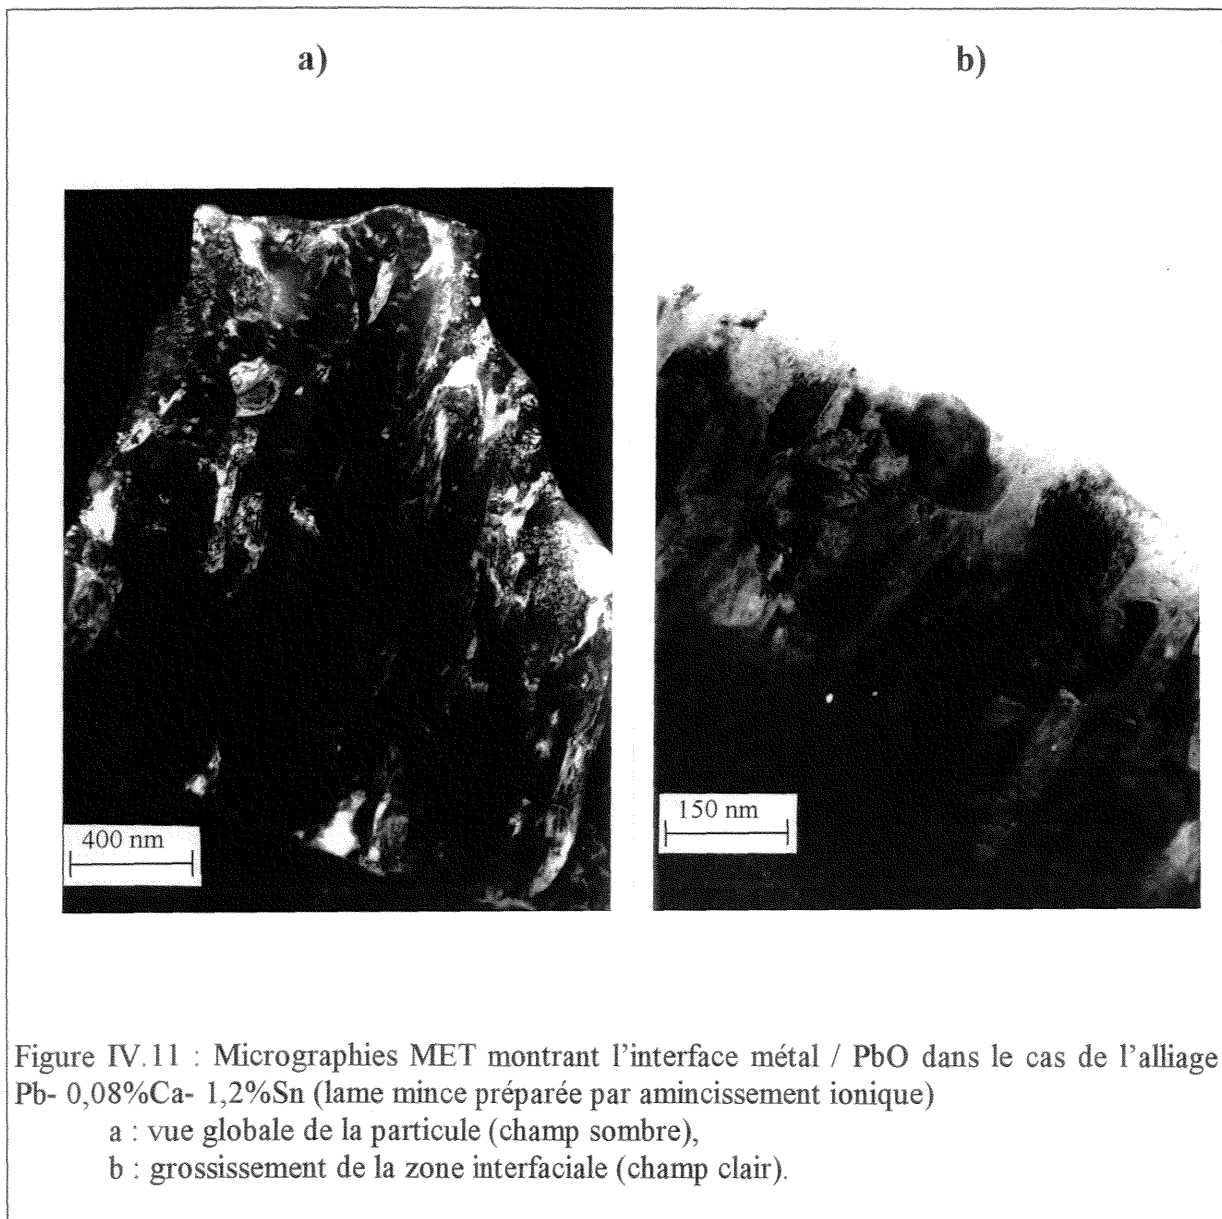 a)
b)
400 nm
150 nm
Figure IV.11 : Micrographies MET montrant l'interface métal / PbO dans le cas de l'alliage
Pb- 0,08%Ca- 1,2%Sn (lame mince préparée par amincissement ionique)
a : vue globale de la particule (champ sombre),
b : grossissement de la zone interfaciale (champ clair).